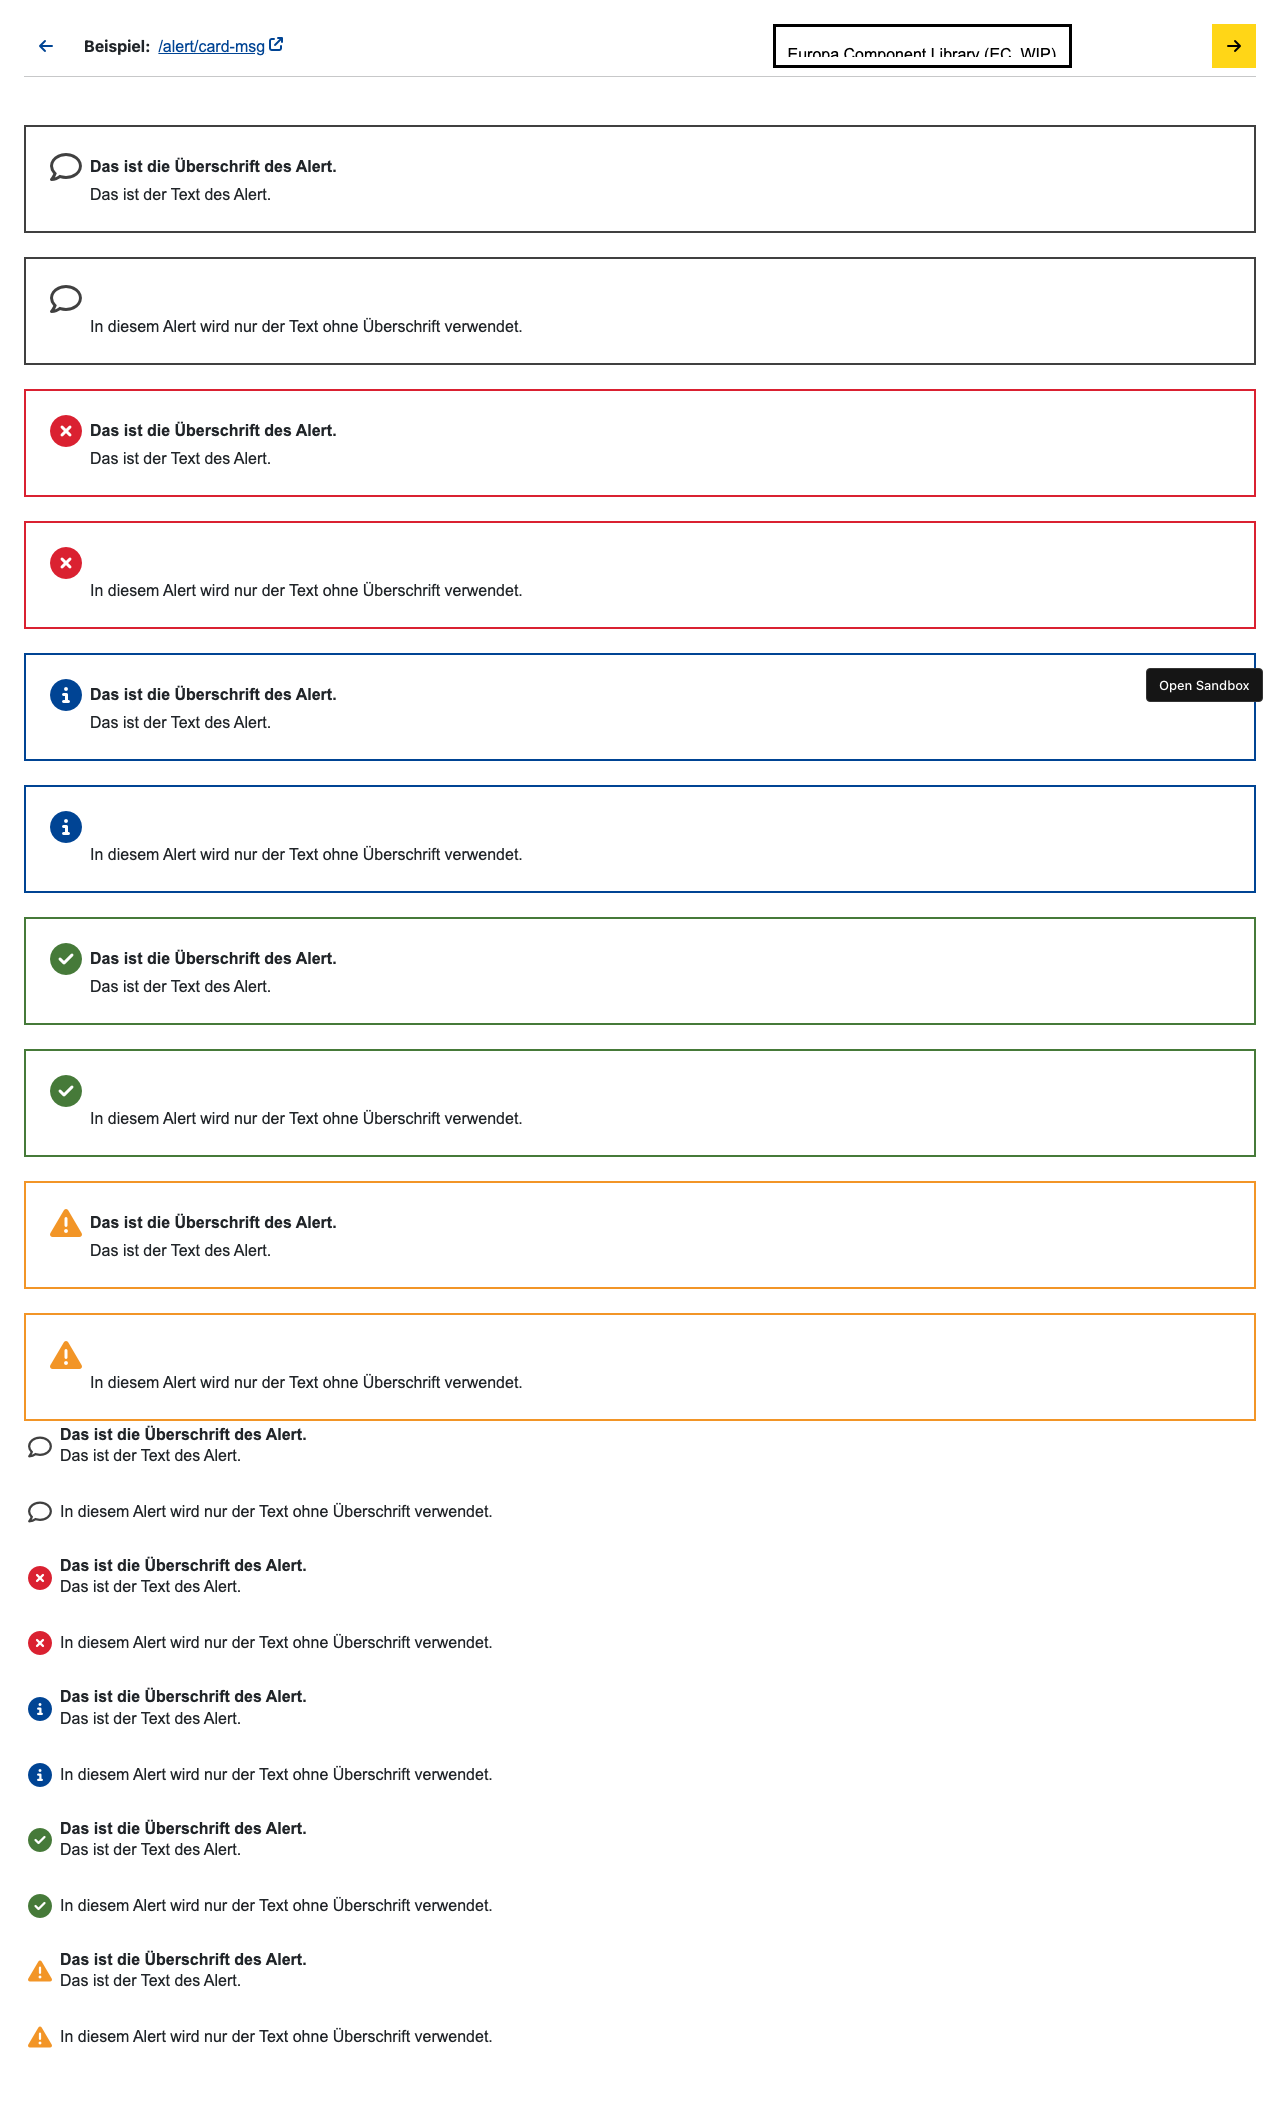 Beispiel: /alert/card-msg
Europa Component Library (EC, WIP)
Das ist die Überschrift des Alert.
Das ist der Text des Alert.
In diesem Alert wird nur der Text ohne Überschrift verwendet.
Das ist die Überschrift des Alert.
Das ist der Text des Alert.
In diesem Alert wird nur der Text ohne Überschrift verwendet.
Das ist die Überschrift des Alert.
Open Sandbox
Das ist der Text des Alert.
In diesem Alert wird nur der Text ohne Überschrift verwendet.
Das ist die Überschrift des Alert.
Das ist der Text des Alert.
In diesem Alert wird nur der Text ohne Überschrift verwendet.
Das ist die Überschrift des Alert.
Das ist der Text des Alert.
In diesem Alert wird nur der Text ohne Überschrift verwendet.
Das ist die Überschrift des Alert.
Das ist der Text des Alert.
In diesem Alert wird nur der Text ohne Überschrift verwendet.
Das ist die Überschrift des Alert.
Das ist der Text des Alert.
In diesem Alert wird nur der Text ohne Überschrift verwendet.
Das ist die Überschrift des Alert.
Das ist der Text des Alert.
In diesem Alert wird nur der Text ohne Überschrift verwendet.
Das ist die Überschrift des Alert.
Das ist der Text des Alert.
In diesem Alert wird nur der Text ohne Überschrift verwendet.
Das ist die Überschrift des Alert.
Das ist der Text des Alert.
In diesem Alert wird nur der Text ohne Überschrift verwendet.